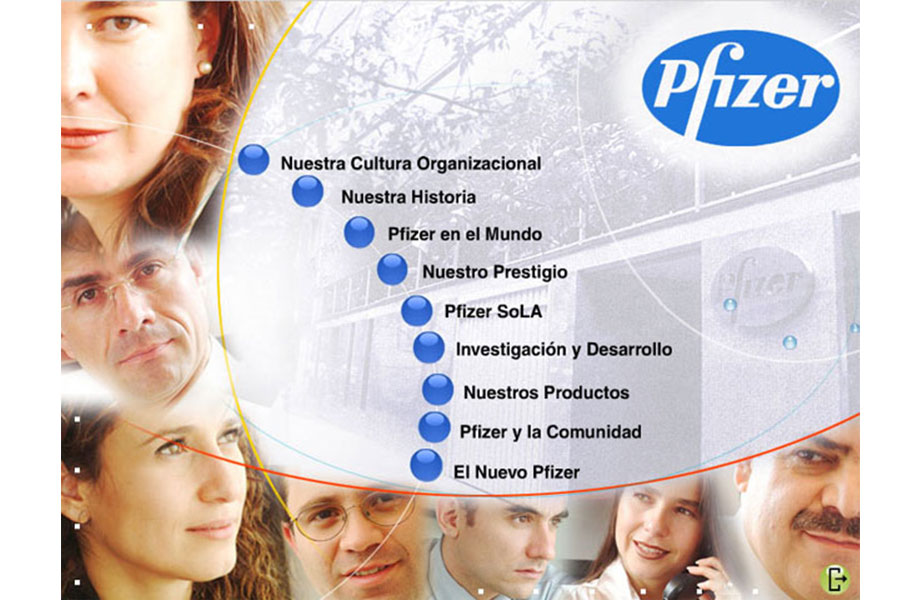 Pfizer
Nuestra Cultura Organizacional
Nuestra Historia
Pfizer en el Mundo
Nuestro Prestigio
Pfizer
Pfizer SoLA
Investigación y Desarrollo
Nuestros Productos
Pfizer y la Comunidad
El Nuevo Pfizer